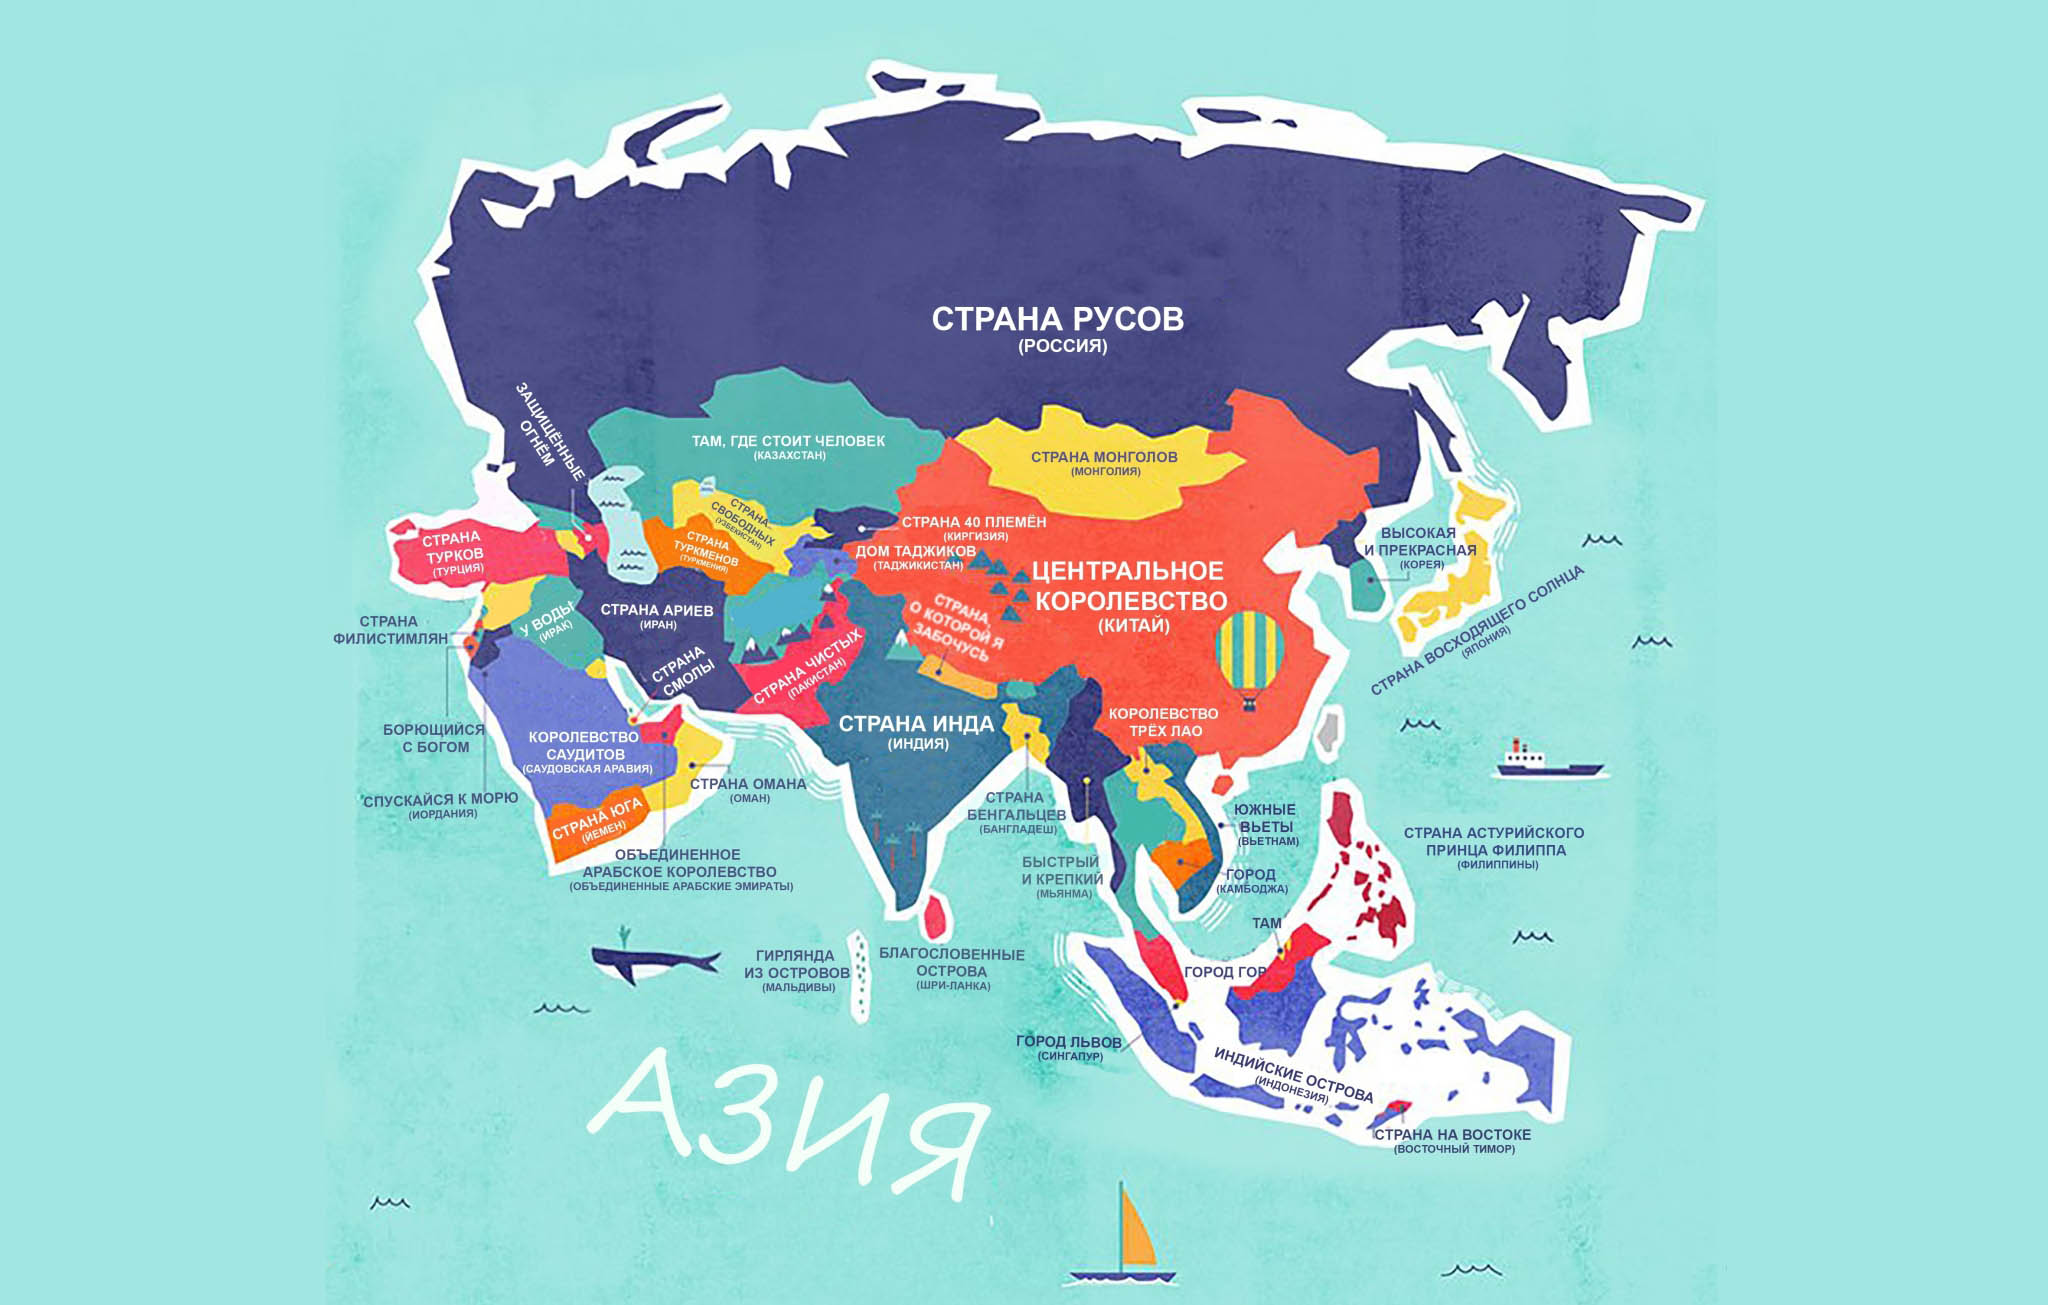 СТРАНА РУСОВ
(РОССИЯ)
ЗАЩИЩЁННЫЕ
ОГНЁМ
ТАМ, ГДЕ СТОИТ ЧЕЛОВЕК
(КАЗАХСТАН)
СТРАНА МОНГОЛОВ
(МОНГОЛИЯ)
СТРАНА
ТУРКОВ
(ТУРЦИЯ)
СТРАНА
ТУРКМЕНОВ
(ТУРКМЕНИЯ)
СТРАНА
СВОБОДНЫХ
(УЗБЕКИСТАН)
СТРАНА 40 ПЛЕМЁН
(КИРГИЗИЯ)
ДОМ ТАДЖИКОВ
(ТАДЖИКИСТАН)
ЦЕНТРАЛЬНОЕ
КОРОЛЕВСТВО
(КИТАЙ)
ВЫСОКАЯ
И ПРЕКРАСНАЯ
(КОРЕЯ)
СТРАНА ВОСХОДЯЩЕГО СОЛНЦА
(ЯПОНИЯ)
СТРАНА
ФИЛИСТИМЛЯН
У ВОДЫ
(ИРАК)
СТРАНА АРИЕВ
(ИРАН)
СТРАНА
СМОЛЫ
СТРАНА ЧИСТЫХ
(ПАКИСТАН)
СТРАНА,
О КОТОРОЙ Я
ЗАБОЧУСЬ
БОРЮЩИЙСЯ
С БОГОМ
КОРОЛЕВСТВО
САУДИТОВ
(САУДОВСКАЯ АРАВИЯ)
СТРАНА ИНДА
(ИНДИЯ)
КОРОЛЕВСТВО
ТРЁХ ЛАО
СПУСКАЙСЯ К МОРЮ
(ИОРДАНИЯ)
СТРАНА ЮГА
(ЙЕМЕН)
СТРАНА ОМАНА
(ОМАН)
СТРАНА
БЕНГАЛЬЦЕВ
(БАНГЛАДЕШ)
ЮЖНЫЕ
ВЬЕТЫ
(ВЬЕТНАМ)
СТРАНА АСТУРИЙСКОГО
ПРИНЦА ФИЛИППА
(ФИЛИППИНЫ)
ОБЪЕДИНЕННОЕ
АРАБСКОЕ КОРОЛЕВСТВО
(ОБЪЕДИНЕННЫЕ АРАБСКИЕ ЭМИРАТЫ)
БЫСТРЫЙ
И КРЕПКИЙ
(МЬЯНМА)
ГОРОД
(КАМБОДЖА)
ТАМ
ГИРЛЯНДА
ИЗ ОСТРОВОВ
(МАЛЬДИВЫ)
БЛАГОСЛОВЕННЫЕ
ОСТРОВА
(ШРИ-ЛАНКА)
ГОРОД ГОР
ГОРОД ЛЬВОВ
(СИНГАПУР)
ИНДИЙСКИЕ ОСТРОВА
(ИНДОНЕЗИЯ)
СТРАНА НА ВОСТОКЕ
(ВОСТОЧНЫЙ ТИМОР)
АЗИЯ